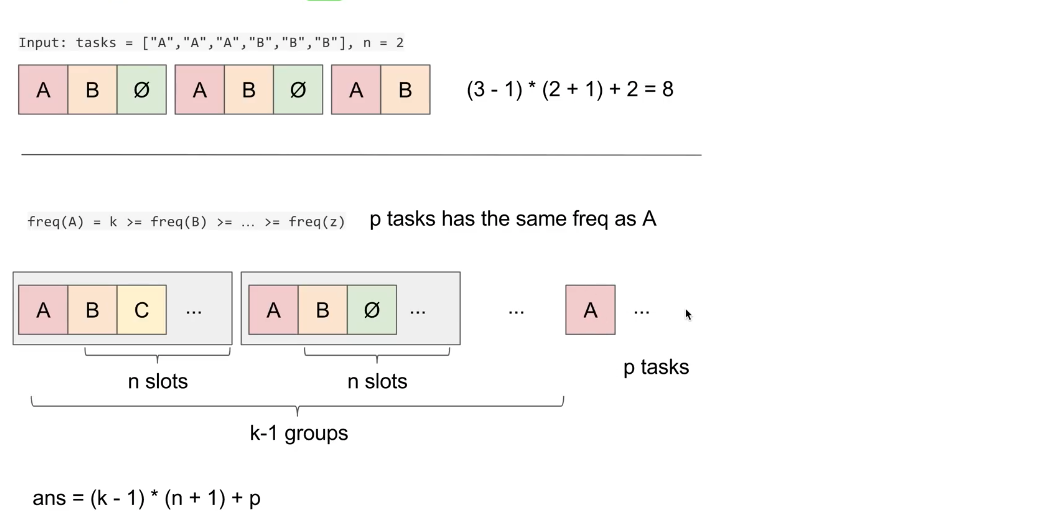 Input: tasks = ["A","A","A","B","B","B"], n = 2
A B Ø A B Ø A B (3 - 1) * (2 + 1) + 2 = 8
freq(A) = k >= freq(B) >= ... >= freq(z) p tasks has the same freq as A
A B C ... A B Ø ... ... A ...
n slots n slots p tasks
k-1 groups
ans = (k - 1) * (n + 1) + p